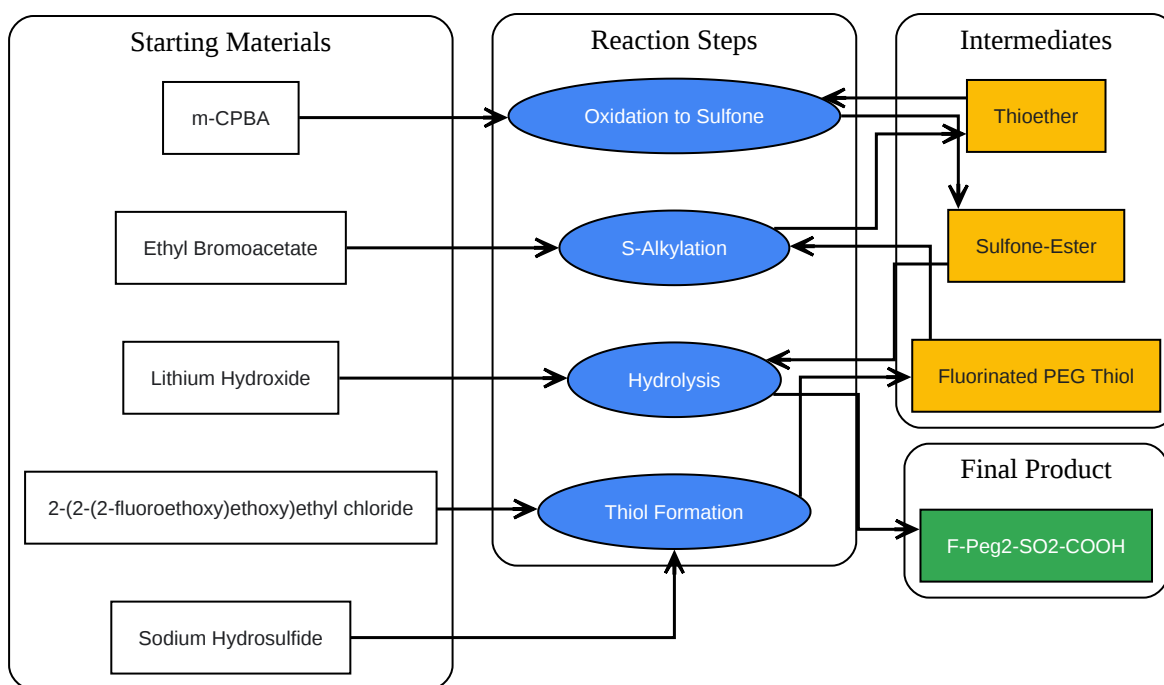 Starting Materials
m-CPBA
Ethyl Bromoacetate
Lithium Hydroxide
2-(2-(2-fluoroethoxy)ethoxy)ethyl chloride
Sodium Hydrosulfide
Reaction Steps
Oxidation to Sulfone
S-Alkylation
Hydrolysis
Thiol Formation
Intermediates
Thioether
Sulfone-Ester
Fluorinated PEG Thiol
Final Product
F-Peg2-SO2-COOH